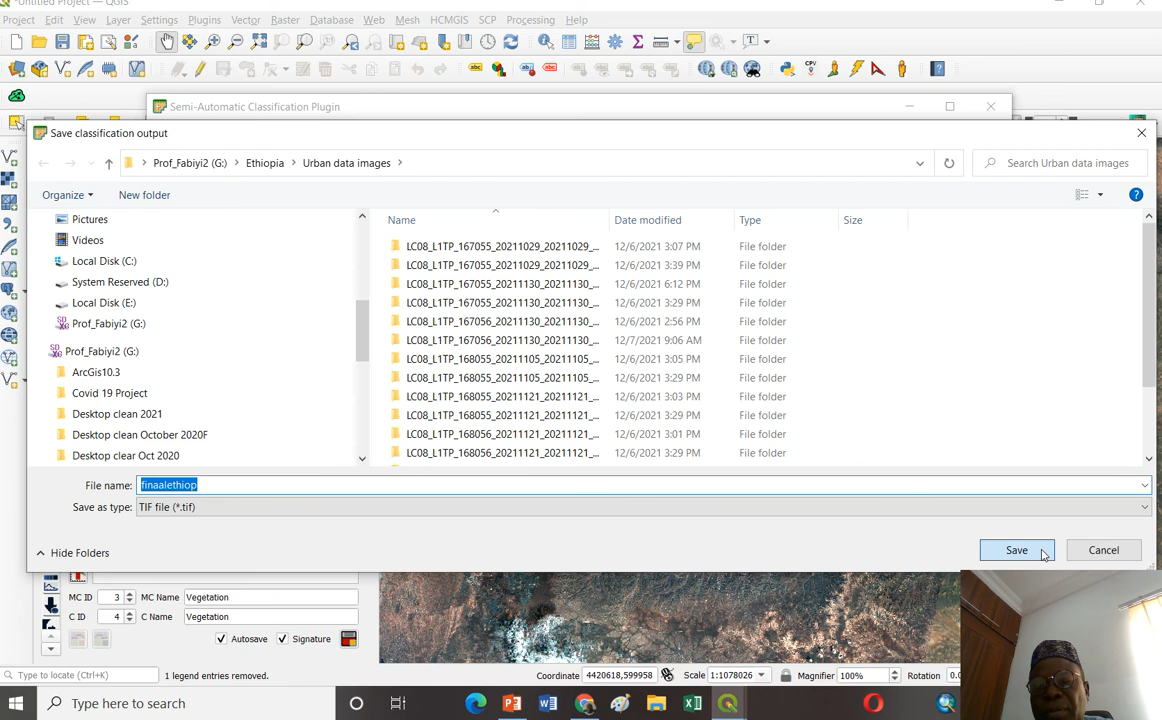 *Untitled Project — QGIS
Project Edit View Layer Settings Plugins Vector Raster Database Web Mesh HCMGIS SCP Processing Help
Semi-Automatic Classification Plugin
Save classification output
Prof_Fabiyi2 (G:) Ethiopia Urban data images
Search Urban data images
Organize New folder
Name Date modified Type Size
Pictures
Videos
Local Disk (C:)
System Reserved (D:)
Local Disk (E:)
Prof_Fabiyi2 (G:)
Prof_Fabiyi2 (G:)
ArcGis10.3
Covid 19 Project
Desktop clean 2021
Desktop clean October 2020F
Desktop clear Oct 2020
LC08_L1TP_167055_20211029_20211029_... 12/6/2021 3:07 PM File folder
LC08_L1TP_167055_20211029_20211029_... 12/6/2021 3:39 PM File folder
LC08_L1TP_167055_20211130_20211130_... 12/6/2021 6:12 PM File folder
LC08_L1TP_167055_20211130_20211130_... 12/6/2021 3:29 PM File folder
LC08_L1TP_167056_20211130_20211130_... 12/6/2021 2:56 PM File folder
LC08_L1TP_167056_20211130_20211130_... 12/7/2021 9:06 AM File folder
LC08_L1TP_168055_20211105_20211105_... 12/6/2021 3:05 PM File folder
LC08_L1TP_168055_20211105_20211105_... 12/6/2021 3:29 PM File folder
LC08_L1TP_168055_20211121_20211121_... 12/6/2021 3:03 PM File folder
LC08_L1TP_168055_20211121_20211121_... 12/6/2021 3:29 PM File folder
LC08_L1TP_168056_20211121_20211121_... 12/6/2021 3:01 PM File folder
LC08_L1TP_168056_20211121_20211121_... 12/6/2021 3:29 PM File folder
File name: finaalethiop
Save as type: TIF file (*.tif)
Hide Folders Save Cancel
MC ID 3 MC Name Vegetation
C ID 4 C Name Vegetation
Autosave Signature
Type to locate (Ctrl+K) 1 legend entries removed. Coordinate 4420618,599958 Scale 1:1078026 Magnifier 100% Rotation
Type here to search